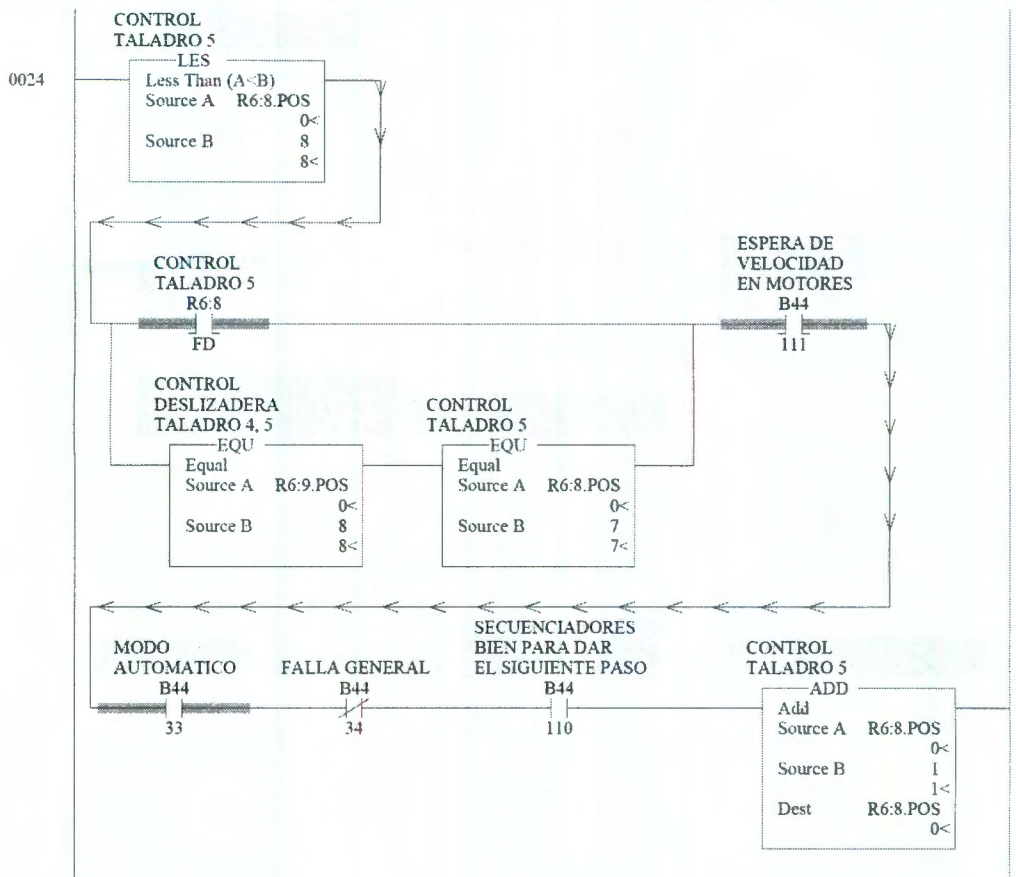 CONTROL
TALADRO 5
LES
0024
Less Than (A<B)
Source A R6:8.POS
0<
Source B 8
8<
CONTROL
TALADRO 5
R6:8
FD
ESPERA DE
VELOCIDAD
EN MOTORES
B44
111
CONTROL
DESLIZADERA
TALADRO 4, 5
EQU
Equal
Source A R6:9.POS
0<
Source B 8
8<
CONTROL
TALADRO 5
EQU
Equal
Source A R6:8.POS
0<
Source B 7
7<
MODO
AUTOMATICO
B44
33
FALLA GENERAL
B44
34
SECUENCIADORES
BIEN PARA DAR
EL SIGUIENTE PASO
B44
110
CONTROL
TALADRO 5
ADD
Add
Source A R6:8.POS
0<
Source B 1
1<
Dest R6:8.POS
0<